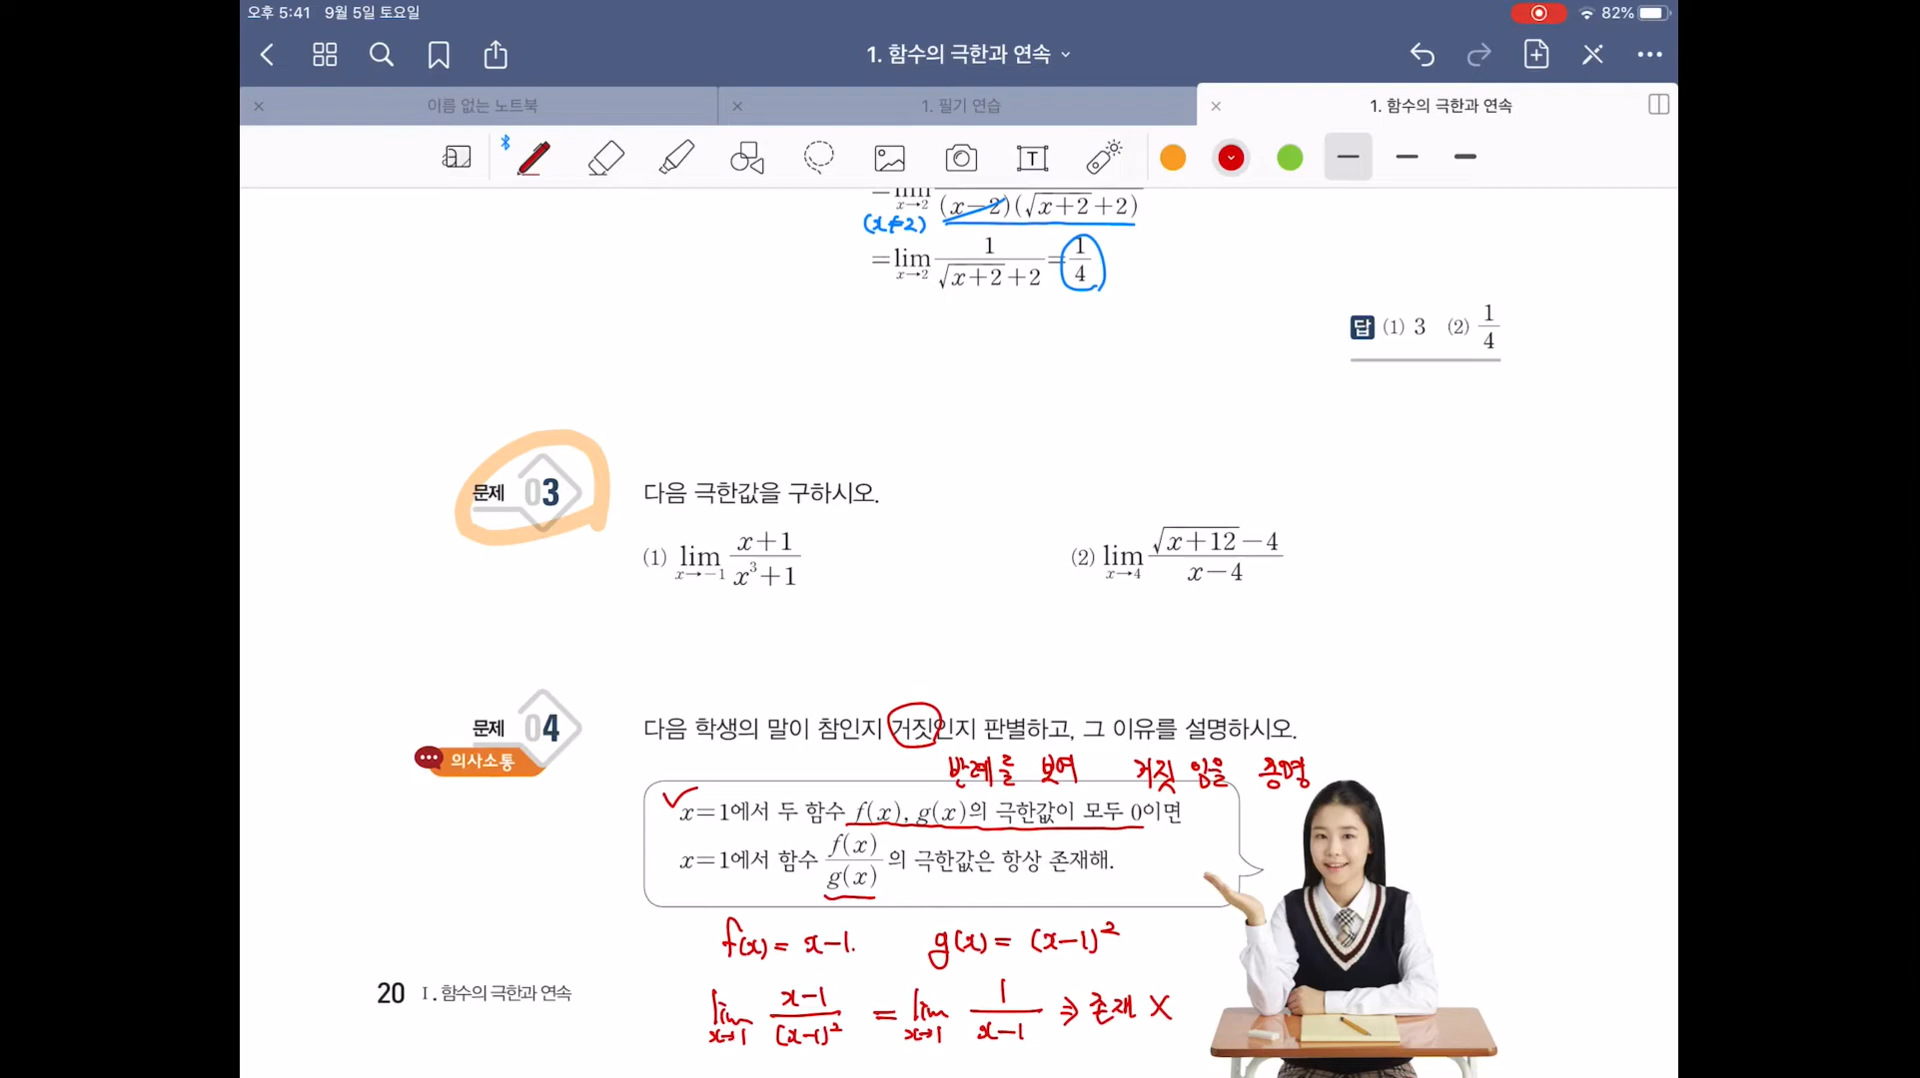 오후 5:41 9월 5일 토요일
82%
1. 함수의 극한과 연속
이름 없는 노트북
1. 필기 연습
1. 함수의 극한과 연속
T
=lim x→2 (x−2)(√x+2+2)
(x≠2)
=lim x→2 1/(√x+2+2) = 1/4
답 (1) 3 (2) 1/4
문제 03 다음 극한값을 구하시오.
(1) lim x→−1 (x+1)/(x³+1)
(2) lim x→4 (√x+12−4)/(x−4)
문제 04 다음 학생의 말이 참인지 거짓인지 판별하고, 그 이유를 설명하시오.
의사소통
반례를 보여 거짓임을 증명
x=1에서 두 함수 f(x), g(x)의 극한값이 모두 0이면
x=1에서 함수 f(x)/g(x)의 극한값은 항상 존재해.
f(x)= x−1. g(x)= (x−1)²
lim x→1 (x−1)/(x−1)² = lim x→1 1/(x−1) ⇒ 존재 X
20 Ⅰ. 함수의 극한과 연속